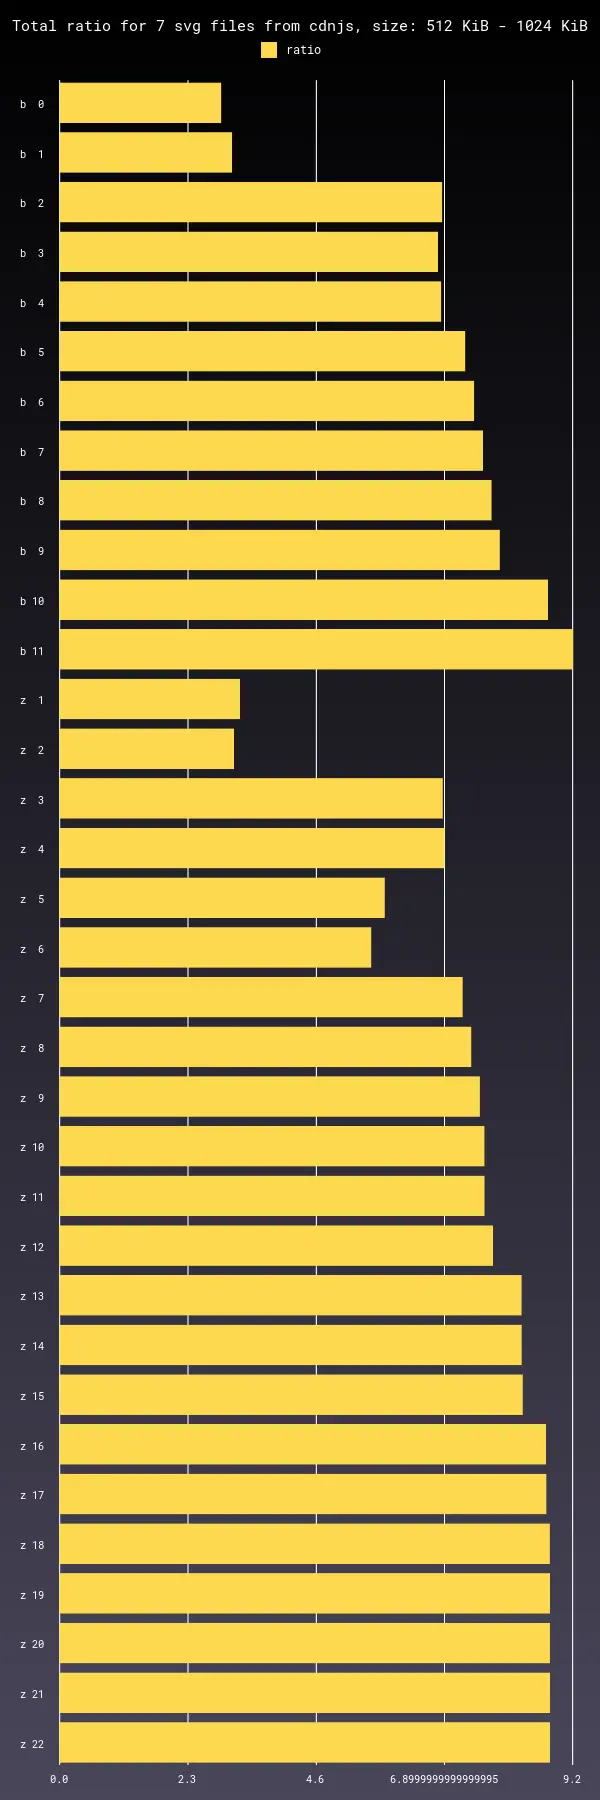 Total ratio for 7 svg files from cdnjs, size: 512 KiB - 1024 KiB
ratio
b 0
b 1
b 2
b 3
b 4
b 5
b 6
b 7
b 8
b 9
b 10
b 11
z 1
z 2
z 3
z 4
z 5
z 6
z 7
z 8
z 9
z 10
z 11
z 12
z 13
z 14
z 15
z 16
z 17
z 18
z 19
z 20
z 21
z 22
0.0 2.3 4.6 6.8999999999999995 9.2